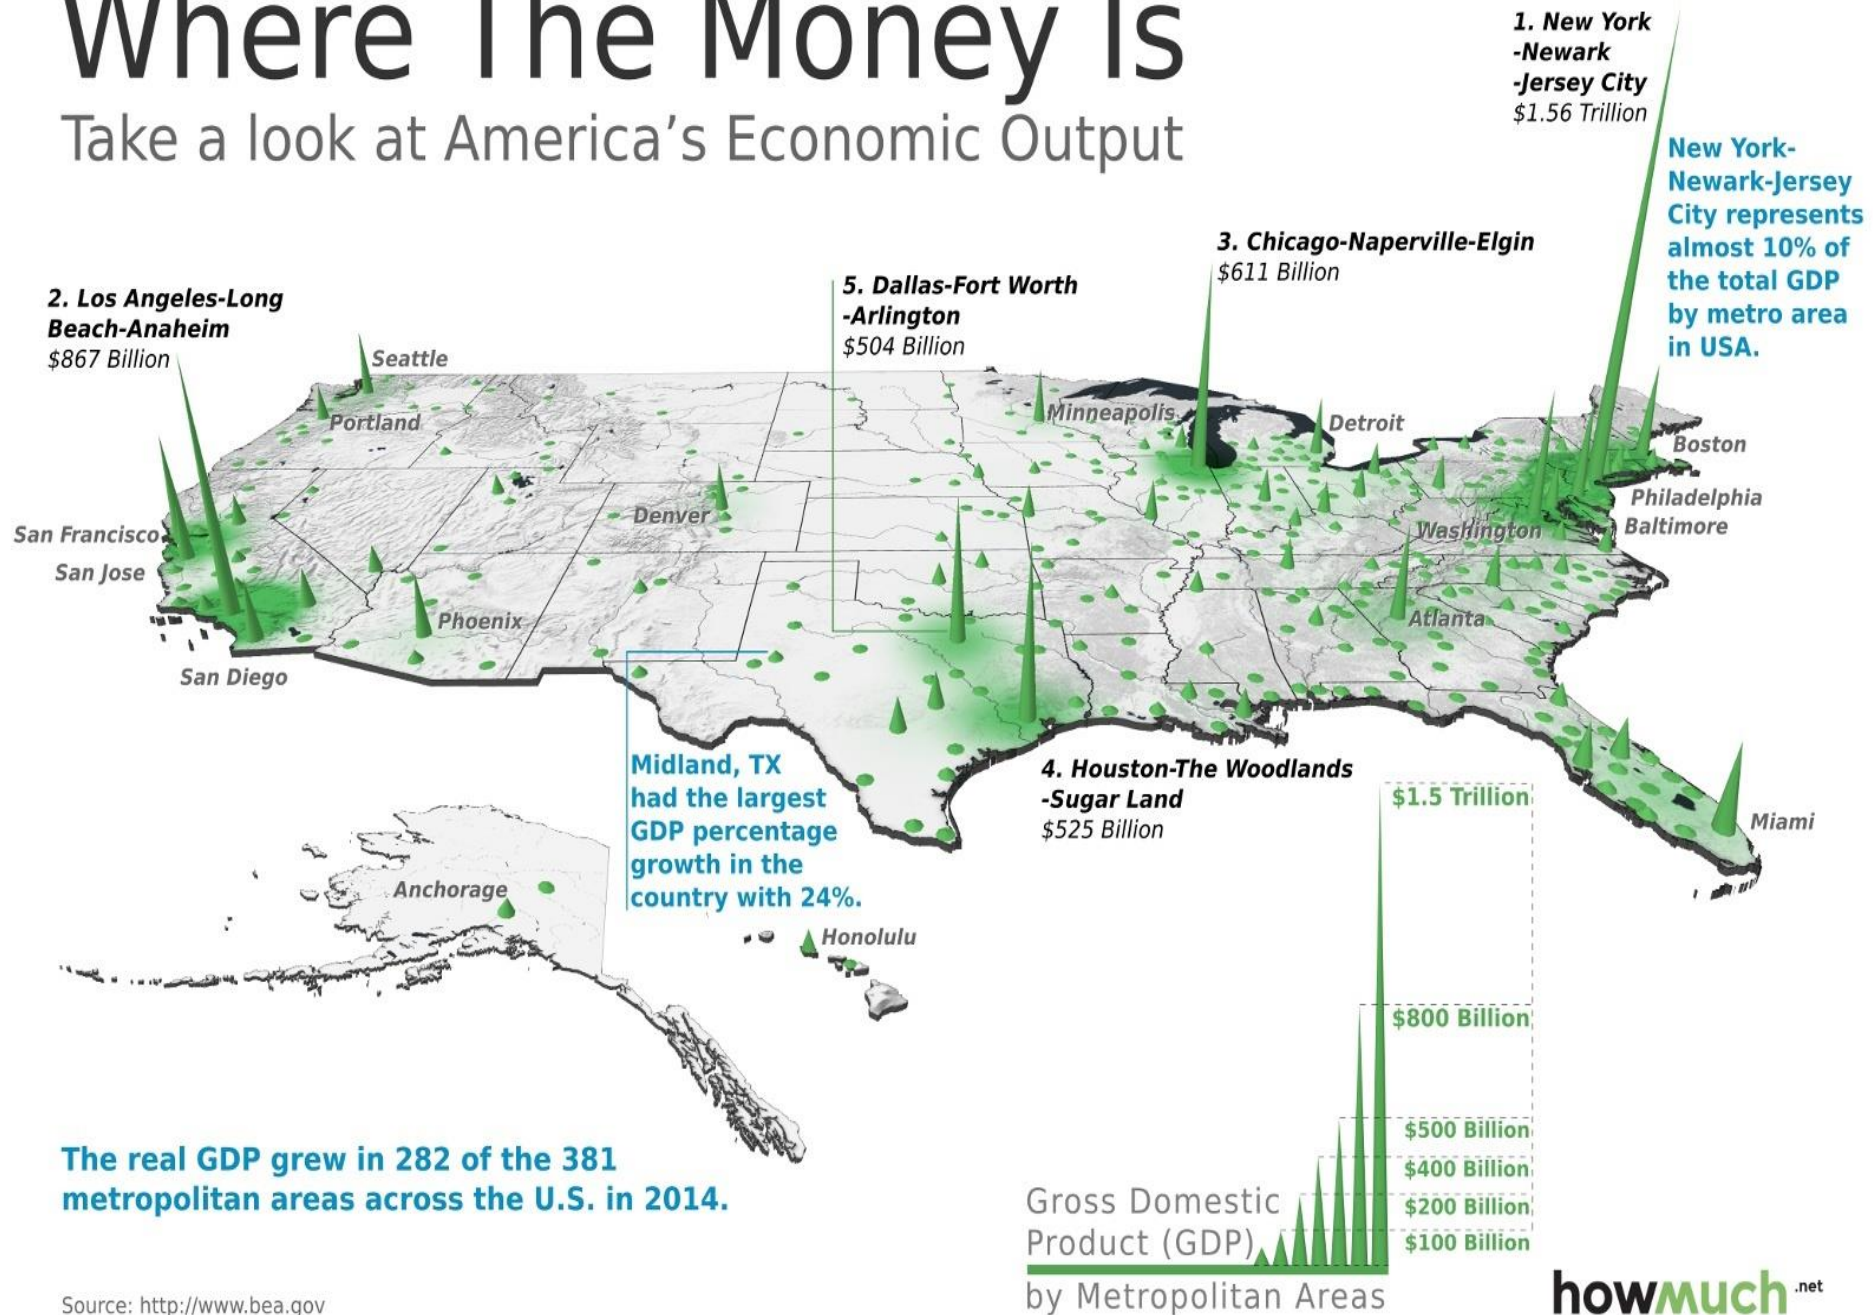 Where The Money Is
Take a look at America's Economic Output
1. New York
-Newark
-Jersey City
$1.56 Trillion
New York-
Newark-Jersey
City represents
almost 10% of
the total GDP
by metro area
in USA.
3. Chicago-Naperville-Elgin
$611 Billion
5. Dallas-Fort Worth
-Arlington
$504 Billion
2. Los Angeles-Long
Beach-Anaheim
$867 Billion
Seattle
Portland
Minneapolis
Detroit
Boston
Philadelphia
Baltimore
Washington
Denver
San Francisco
San Jose
Phoenix
Atlanta
San Diego
Midland, TX
had the largest
GDP percentage
growth in the
country with 24%.
4. Houston-The Woodlands
-Sugar Land
$525 Billion
Miami
Anchorage
Honolulu
$1.5 Trillion
$800 Billion
$500 Billion
$400 Billion
$200 Billion
$100 Billion
Gross Domestic
Product (GDP)
by Metropolitan Areas
The real GDP grew in 282 of the 381
metropolitan areas across the U.S. in 2014.
Source: http://www.bea.gov
howmuch.net